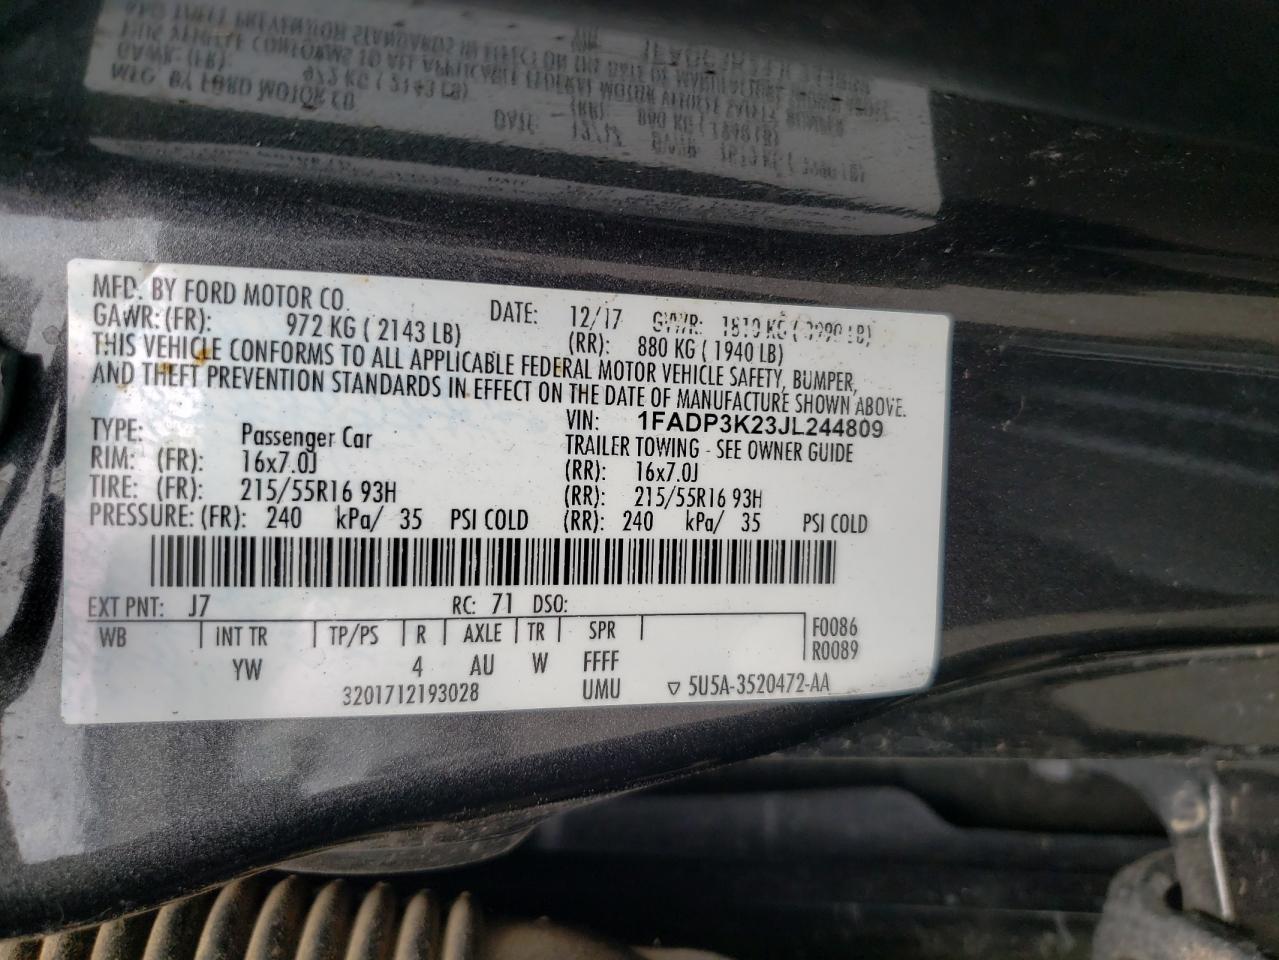 MFD. BY FORD MOTOR CO. DATE: 12/17 GVWR: 1810 KG ( 3990 LB)
GAWR: (FR): 972 KG ( 2143 LB) (RR): 880 KG ( 1940 LB)
THIS VEHICLE CONFORMS TO ALL APPLICABLE FEDERAL MOTOR VEHICLE SAFETY, BUMPER,
AND THEFT PREVENTION STANDARDS IN EFFECT ON THE DATE OF MANUFACTURE SHOWN ABOVE.
VIN: 1FADP3K23JL244809
TYPE: Passenger Car TRAILER TOWING - SEE OWNER GUIDE
RIM: (FR): 16x7.0J (RR): 16x7.0J
TIRE: (FR): 215/55R16 93H (RR): 215/55R16 93H
PRESSURE: (FR): 240 kPa/ 35 PSI COLD (RR): 240 kPa/ 35 PSI COLD
EXT PNT: J7 RC: 71 DSO:
WB INT TR TP/PS R AXLE TR SPR F0086
R0089
YW 4 AU W FFFF
3201712193028 UMU ▽ 5U5A-3520472-AA